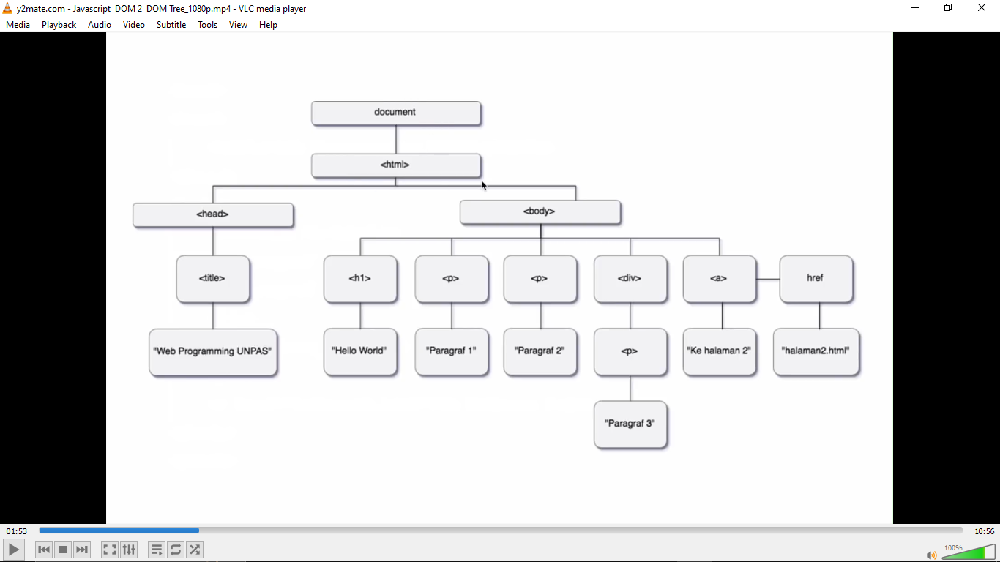 y2mate.com - Javascript DOM 2 DOM Tree_1080p.mp4 - VLC media player
Media Playback Audio Video Subtitle Tools View Help
document
<html>
<head>
<body>
<title>
<h1>
<p>
<p>
<div>
<a>
href
"Web Programming UNPAS"
"Hello World"
"Paragraf 1"
"Paragraf 2"
<p>
"Ke halaman 2"
"halaman2.html"
"Paragraf 3"
01:53
10:56
100%